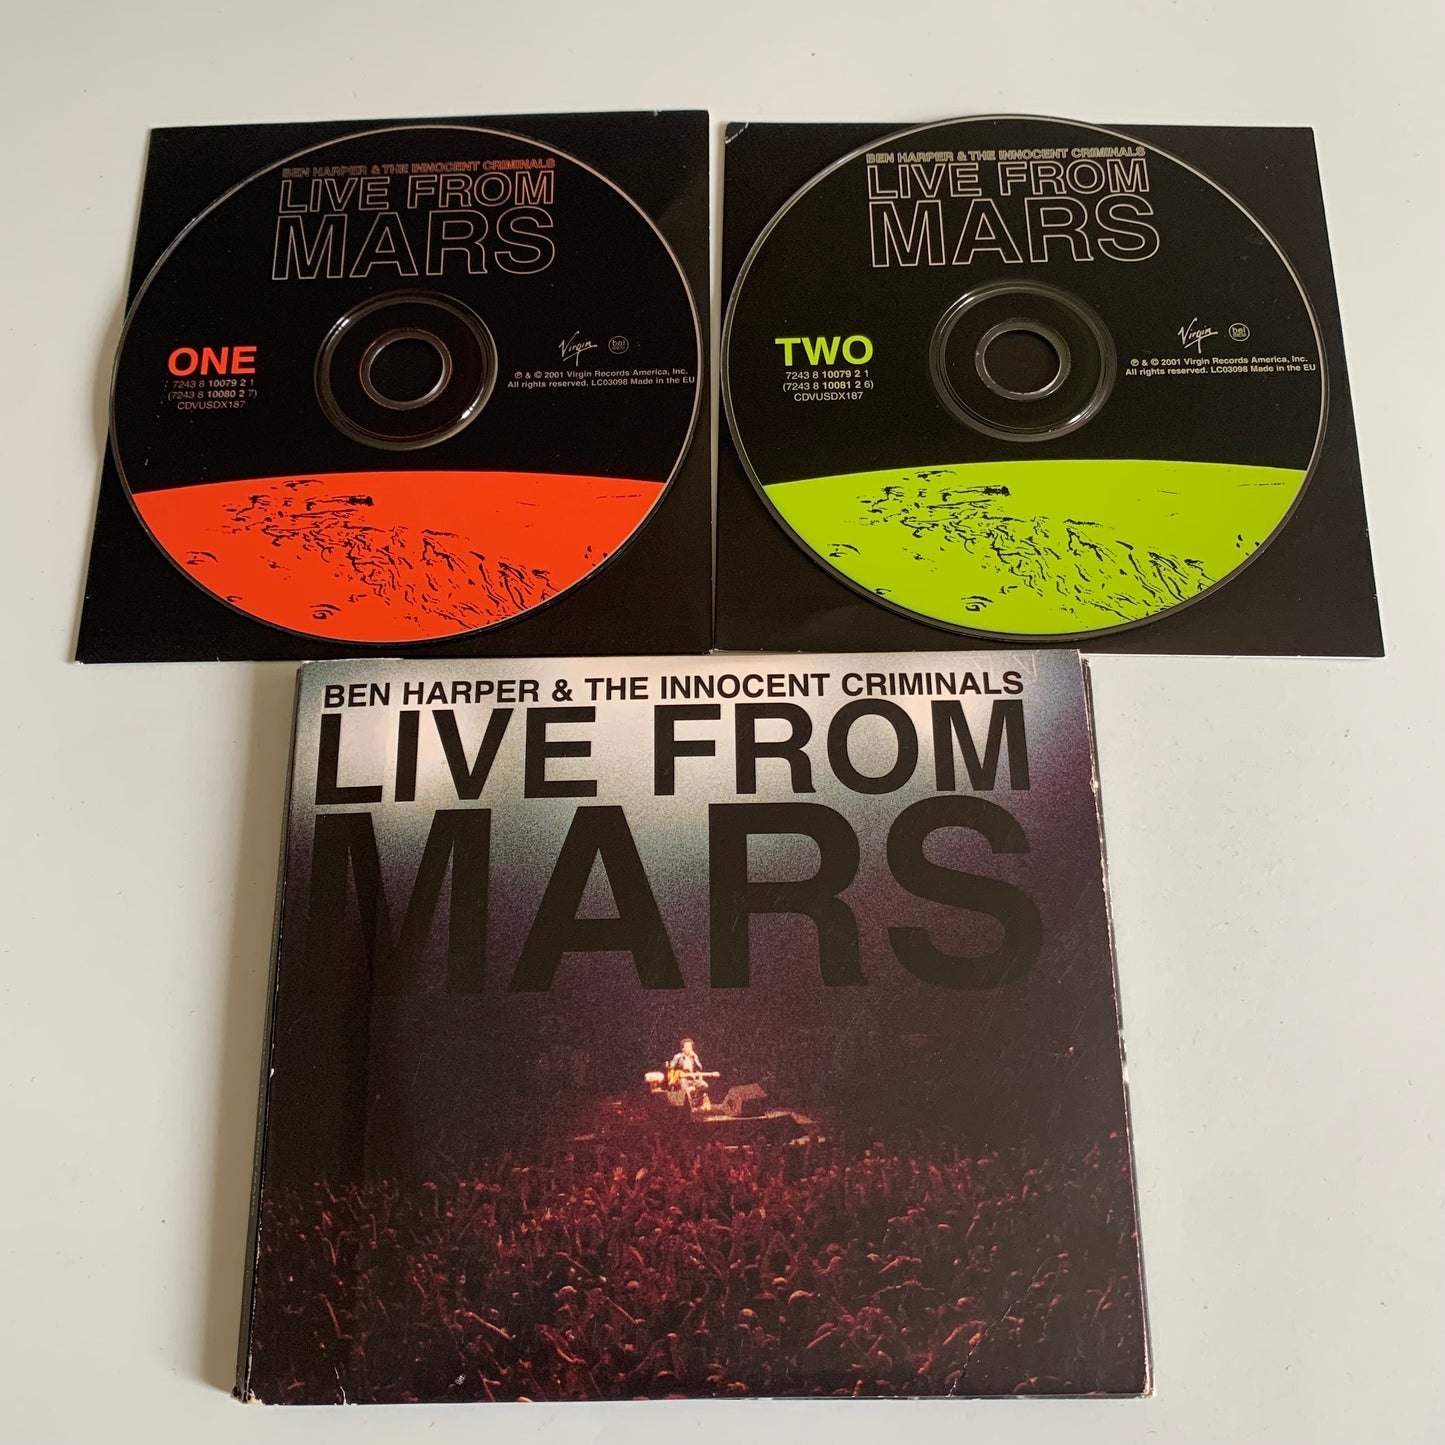 BEN HARPER & THE INNOCENT CRIMINALS
LIVE FROM
MARS
ONE
7243 8 10079 2 1
(7243 8 10080 2 7)
CDVUSDX187
Virgin
℗ & © 2001 Virgin Records America, Inc.
All rights reserved. LC03098 Made in the EU
BEN HARPER & THE INNOCENT CRIMINALS
LIVE FROM
MARS
TWO
7243 8 10079 2 1
(7243 8 10081 2 6)
CDVUSDX187
Virgin
℗ & © 2001 Virgin Records America, Inc.
All rights reserved. LC03098 Made in the EU
BEN HARPER & THE INNOCENT CRIMINALS
LIVE FROM
MARS